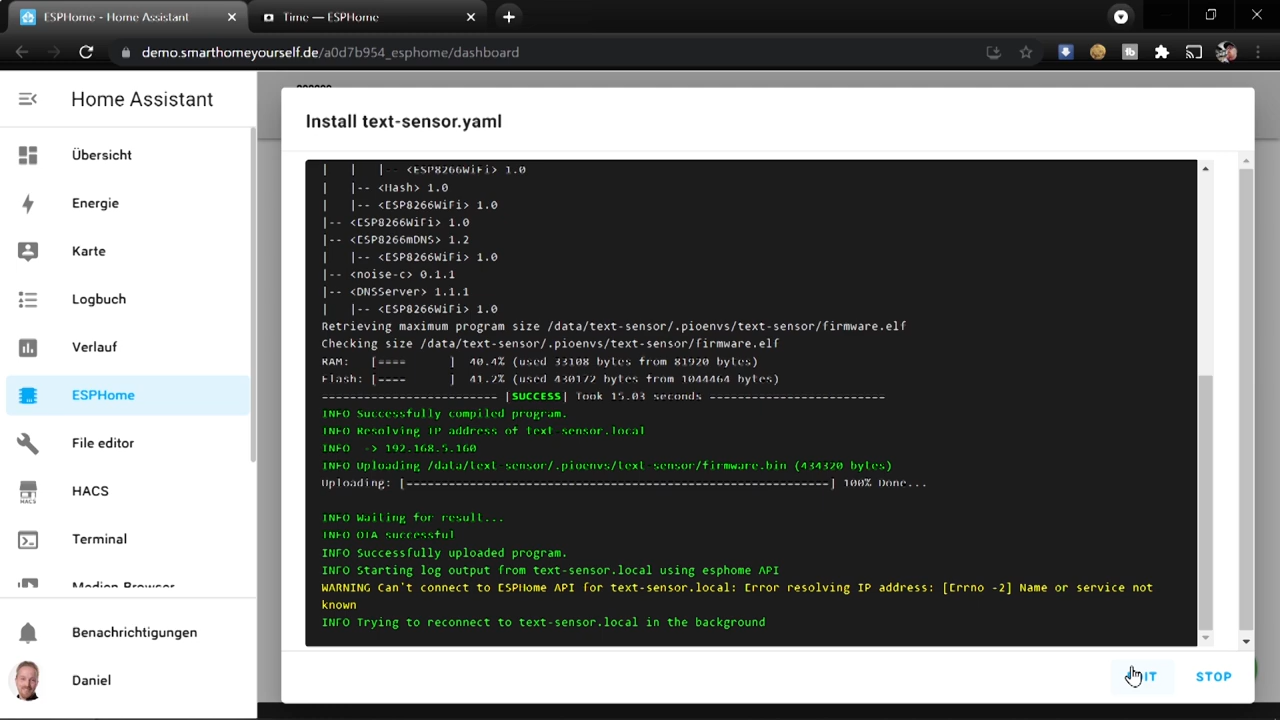 ESPHome - Home Assistant
Time — ESPHome
demo.smarthomeyourself.de/a0d7b954_esphome/dashboard
Home Assistant
Übersicht
Energie
Karte
Logbuch
Verlauf
ESPHome
File editor
HACS
HACS
Terminal
Medien-Browser
Benachrichtigungen
Daniel
Install text-sensor.yaml
|   |   |-- <ESP8266WiFi> 1.0
|   |-- <Hash> 1.0
|   |-- <ESP8266WiFi> 1.0
|-- <ESP8266WiFi> 1.0
|-- <ESP8266mDNS> 1.2
|   |-- <ESP8266WiFi> 1.0
|-- <noise-c> 0.1.1
|-- <DNSServer> 1.1.1
|   |-- <ESP8266WiFi> 1.0
Retrieving maximum program size /data/text-sensor/.pioenvs/text-sensor/firmware.elf
Checking size /data/text-sensor/.pioenvs/text-sensor/firmware.elf
RAM:   [====      ]  40.4% (used 33108 bytes from 81920 bytes)
Flash: [====      ]  41.2% (used 430172 bytes from 1044464 bytes)
------------------------- [SUCCESS] Took 15.03 seconds -------------------------
INFO Successfully compiled program.
INFO Resolving IP address of text-sensor.local
INFO  -> 192.168.5.160
INFO Uploading /data/text-sensor/.pioenvs/text-sensor/firmware.bin (434320 bytes)
Uploading: [============================================================] 100% Done...
INFO Waiting for result...
INFO OTA successful
INFO Successfully uploaded program.
INFO Starting log output from text-sensor.local using esphome API
WARNING Can't connect to ESPHome API for text-sensor.local: Error resolving IP address: [Errno -2] Name or service not
known
INFO Trying to reconnect to text-sensor.local in the background
STOP